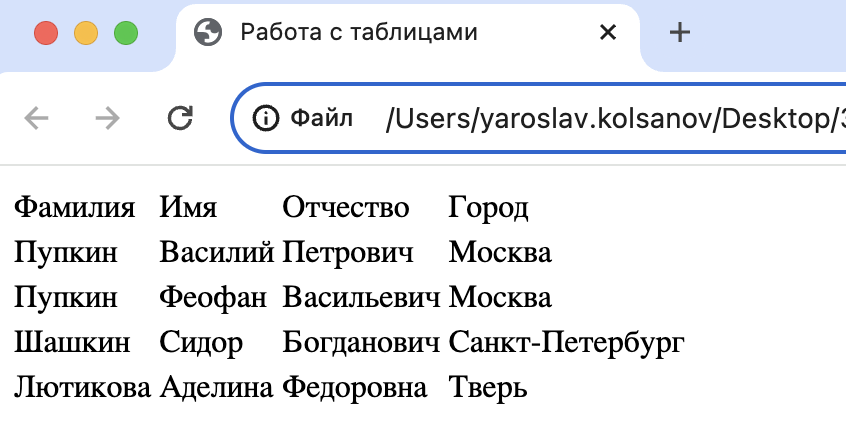 Работа с таблицами
Файл /Users/yaroslav.kolsanov/Desktop/
Фамилия Имя Отчество Город
Пупкин Василий Петрович Москва
Пупкин Феофан Васильевич Москва
Шашкин Сидор Богданович Санкт-Петербург
Лютикова Аделина Федоровна Тверь